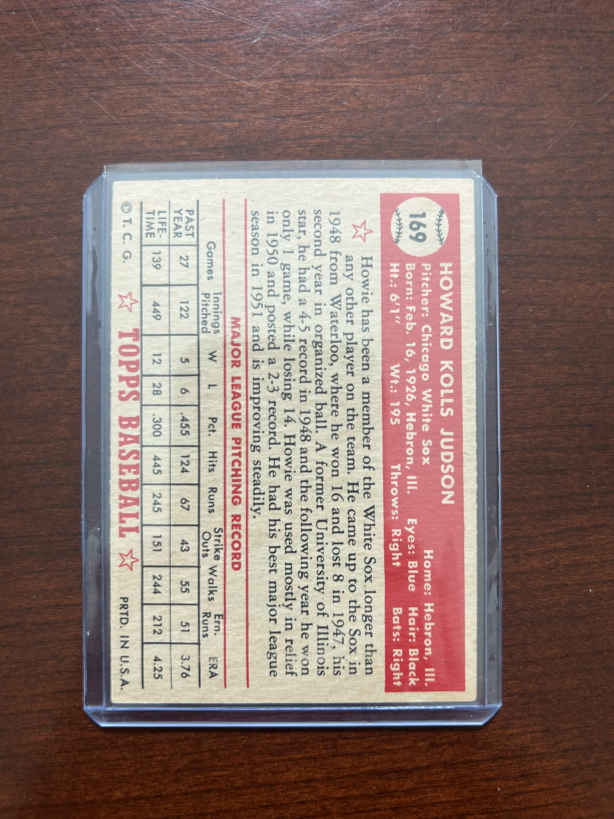 169
HOWARD KOLLS JUDSON
Pitcher: Chicago White Sox Home: Hebron, Ill.
Born: Feb. 16, 1926, Hebron, Ill. Eyes: Blue Hair: Black
Ht.: 6'1" Wt.: 195 Throws: Right Bats: Right
Howie has been a member of the White Sox longer than
any other player on the team. He came up to the Sox in
1948 from Waterloo, where he won 16 and lost 8 in 1947, his
second year in organized ball. A former University of Illinois
star, he had a 4-5 record in 1948 and the following year he won
only 1 game, while losing 14. Howie was used mostly in relief
in 1950 and posted a 2-3 record. He had his best major league
season in 1951 and is improving steadily.
MAJOR LEAGUE PITCHING RECORD
Games Innings Pitched W L Pct. Hits Runs Strike Outs Walks Ern. Runs ERA
PAST YEAR 27 122 5 6 .455 124 67 43 55 51 3.76
LIFE-TIME 139 449 12 28 .300 445 245 151 244 212 4.25
© T. C. G. TOPPS BASEBALL PRTD. IN U.S.A.